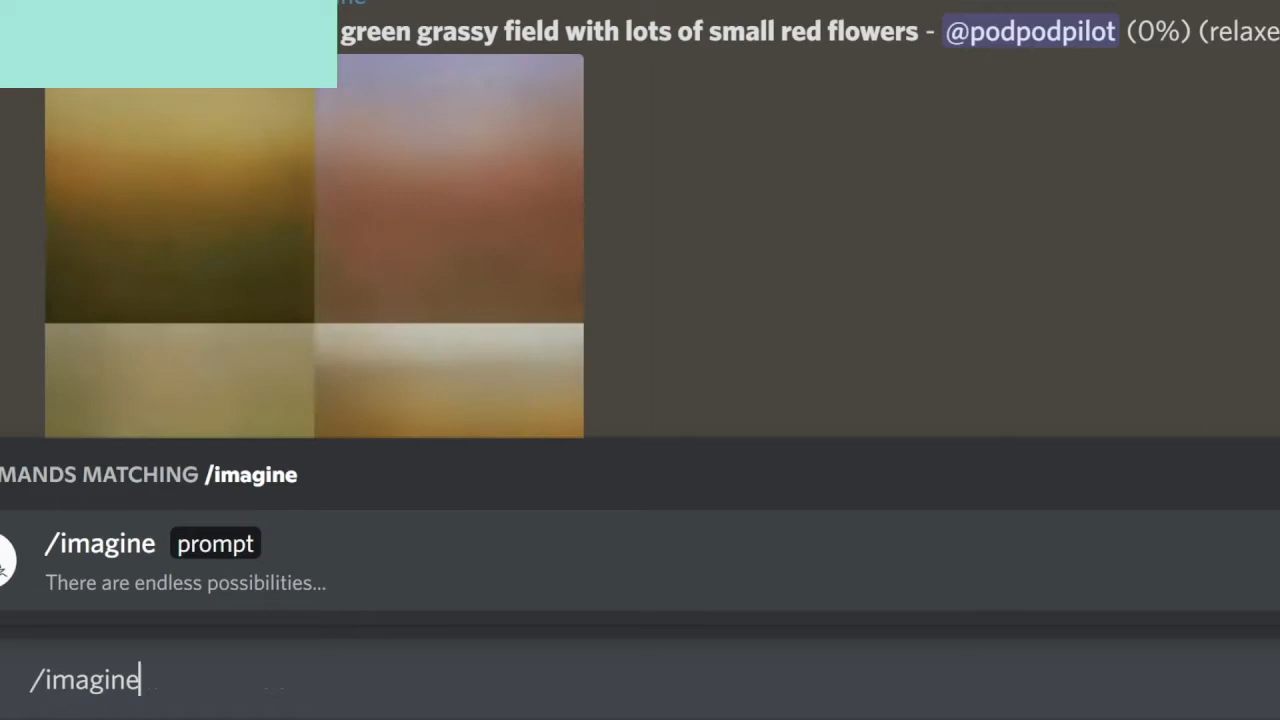 green grassy field with lots of small red flowers - @podpodpilot (0%) (relaxe
MANDS MATCHING /imagine
/imagine prompt
There are endless possibilities...
/imagine